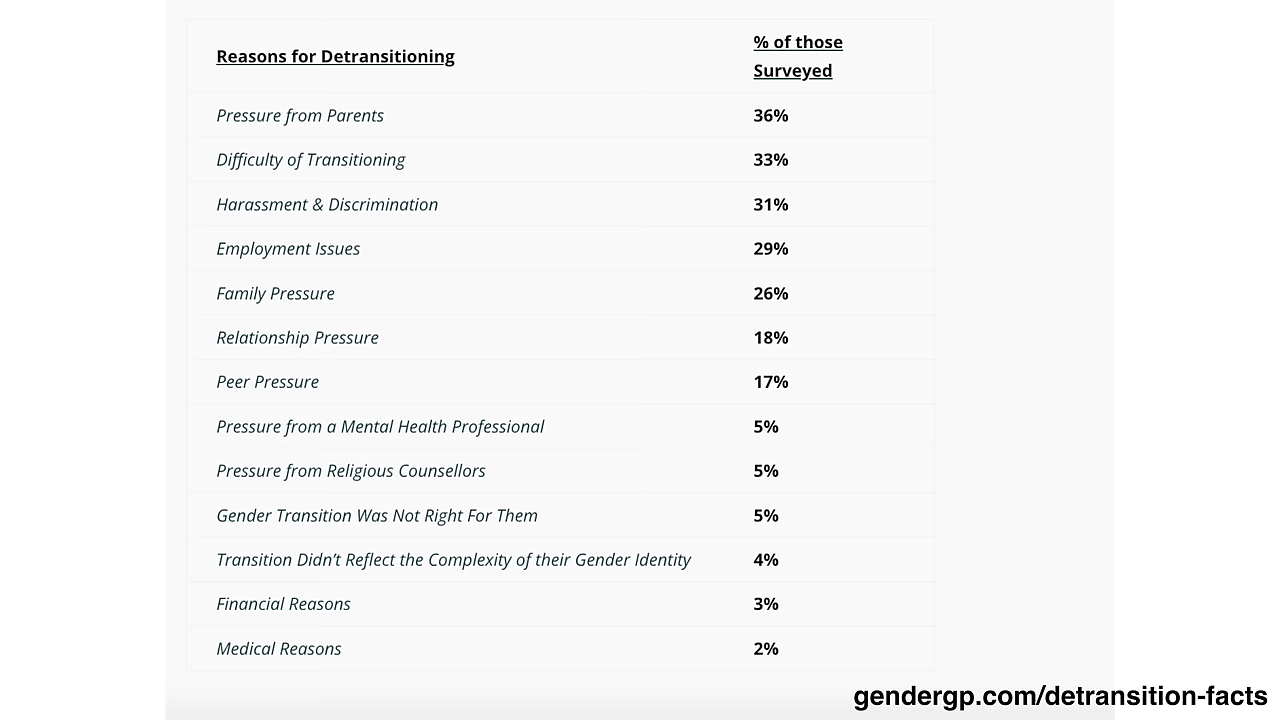 Reasons for Detransitioning
% of those
Surveyed
Pressure from Parents 36%
Difficulty of Transitioning 33%
Harassment & Discrimination 31%
Employment Issues 29%
Family Pressure 26%
Relationship Pressure 18%
Peer Pressure 17%
Pressure from a Mental Health Professional 5%
Pressure from Religious Counsellors 5%
Gender Transition Was Not Right For Them 5%
Transition Didn’t Reflect the Complexity of their Gender Identity 4%
Financial Reasons 3%
Medical Reasons 2%
gendergp.com/detransition-facts